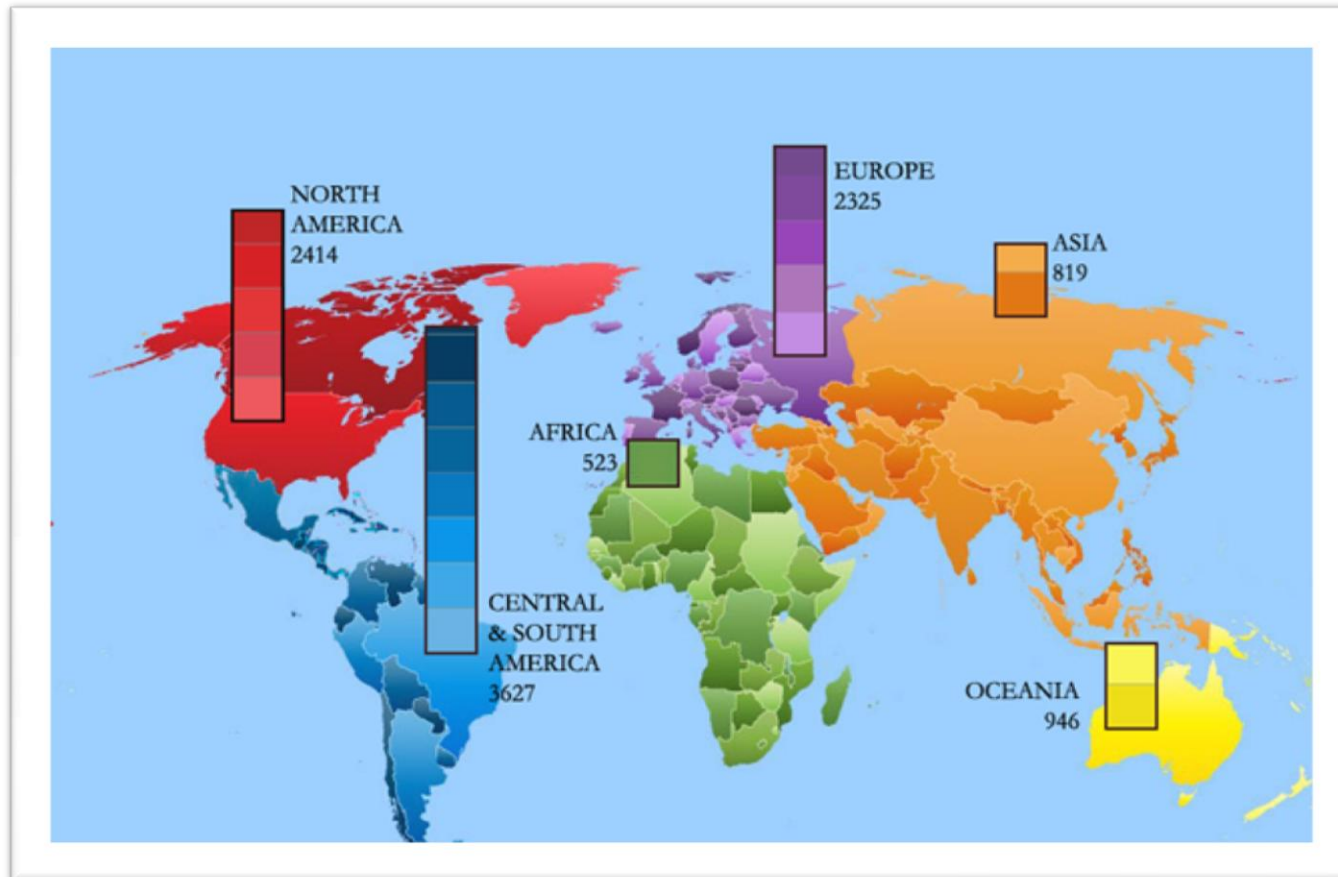 NORTH
AMERICA
2414
EUROPE
2325
ASIA
819
AFRICA
523
CENTRAL
& SOUTH
AMERICA
3627
OCEANIA
946